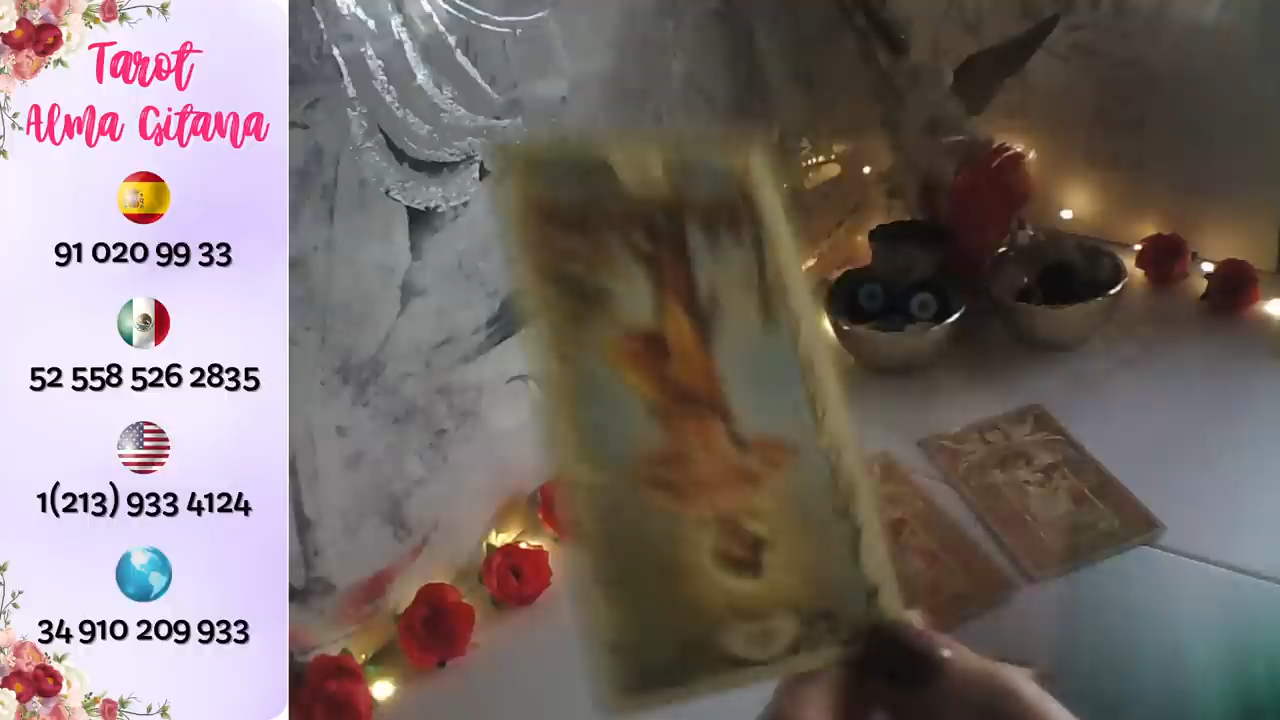 Tarot
Alma Gitana
91 020 99 33
52 558 526 2835
1(213) 933 4124
34 910 209 933